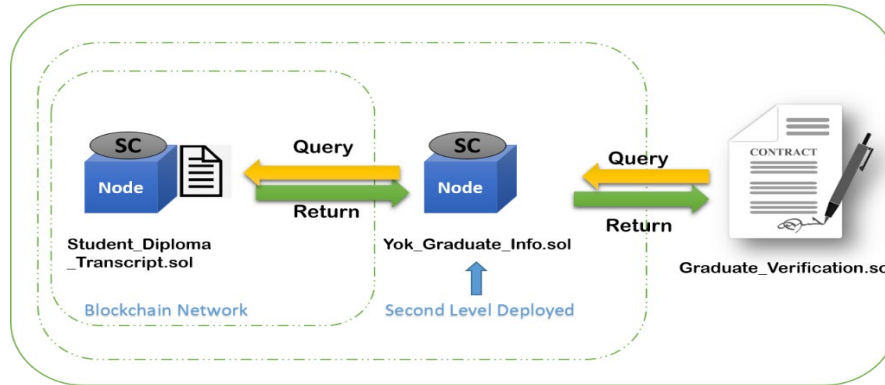 SC
Node
Student_Diploma
_Transcript.sol
Blockchain Network
Query
Return
SC
Node
Yok_Graduate_Info.sol
Second Level Deployed
Query
Return
CONTRACT
Graduate_Verification.so